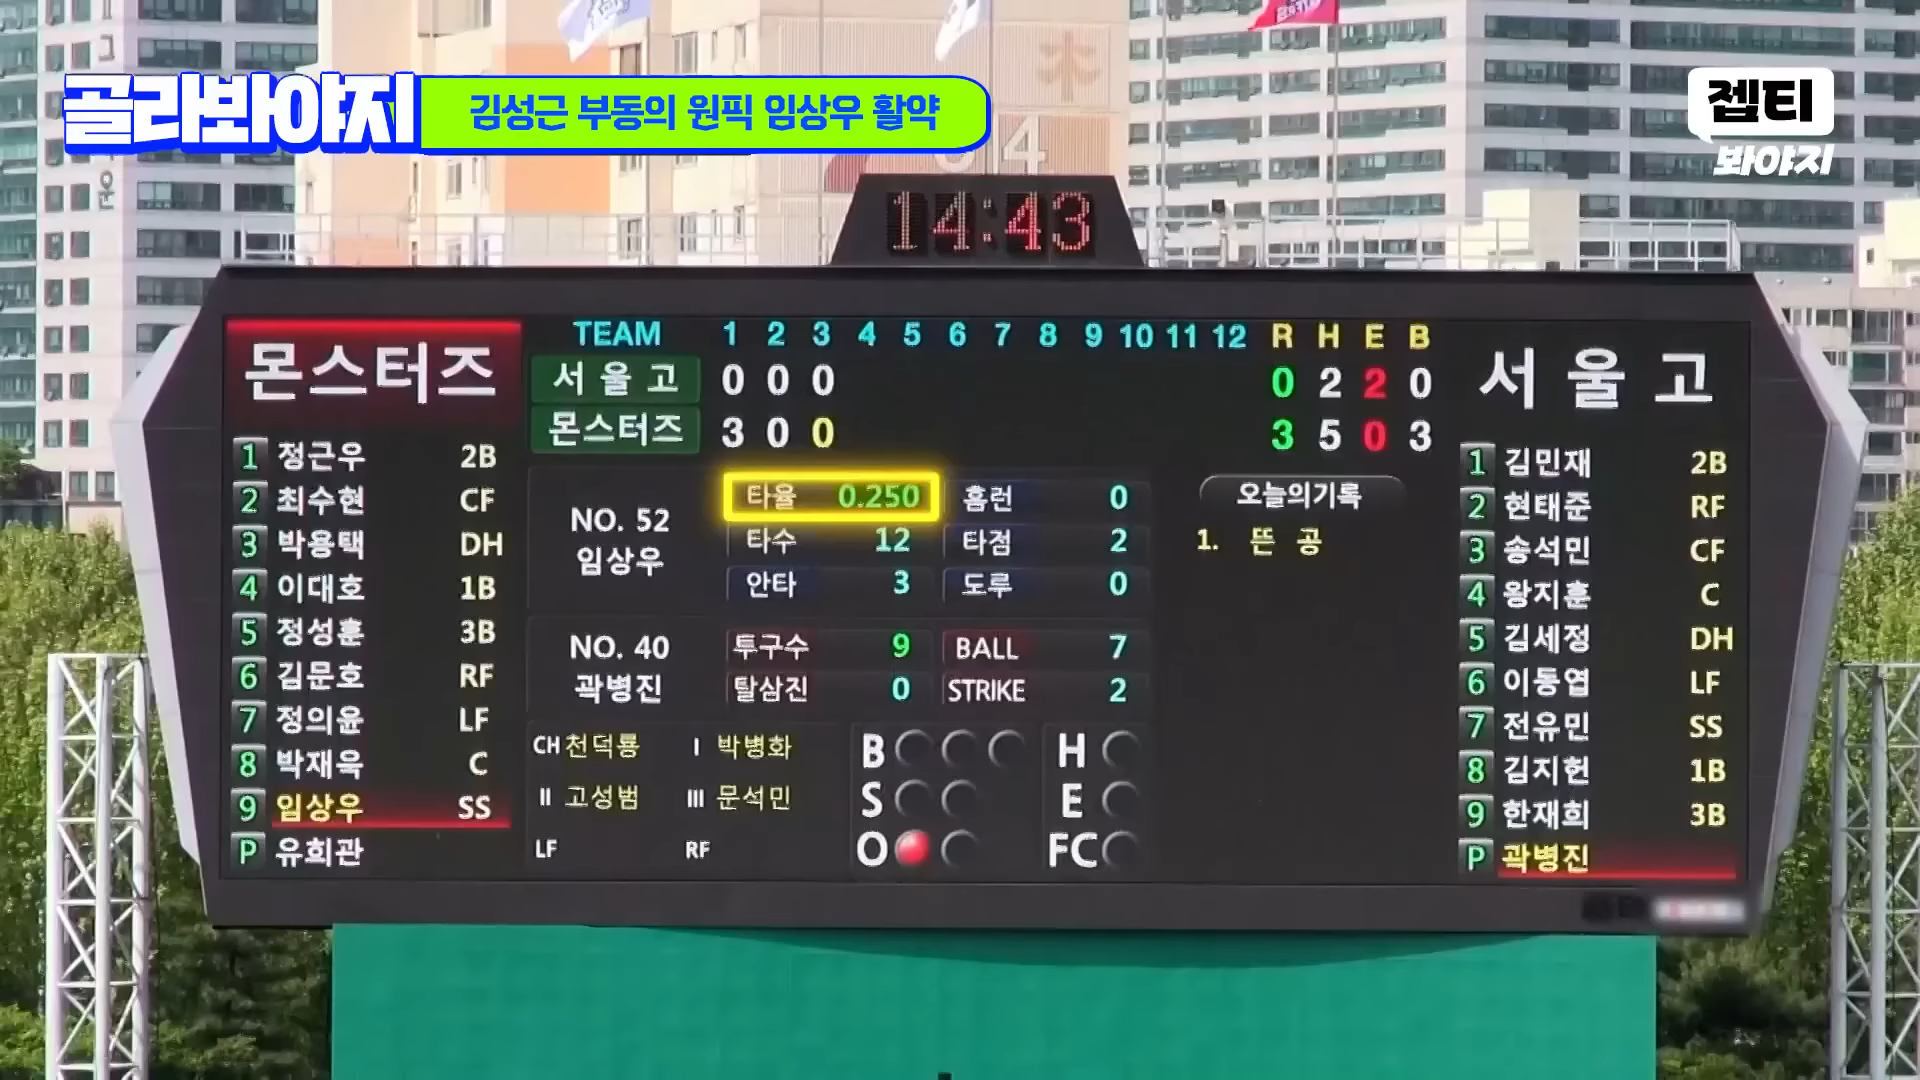 골라봐야지 김성근 부동의 원픽 임상우 활약
젭티
봐야지
14:43
몬스터즈
1 정근우 2B
2 최수현 CF
3 박용택 DH
4 이대호 1B
5 정성훈 3B
6 김문호 RF
7 정의윤 LF
8 박재욱 C
9 임상우 SS
P 유희관
TEAM 1 2 3 4 5 6 7 8 9 10 11 12 R H E B
서울고 0 0 0 0 2 2 0
몬스터즈 3 0 0 3 5 0 3
NO. 52
임상우
타율 0.250 홈런 0
타수 12 타점 2
안타 3 도루 0
오늘의기록
1. 뜬 공
NO. 40
곽병진
투구수 9 BALL 7
탈삼진 0 STRIKE 2
CH 천덕룡 I 박병화
II 고성범 III 문석민
LF RF
B H
S E
O FC
서울고
1 김민재 2B
2 현태준 RF
3 송석민 CF
4 왕지훈 C
5 김세정 DH
6 이동엽 LF
7 전유민 SS
8 김지헌 1B
9 한재희 3B
P 곽병진